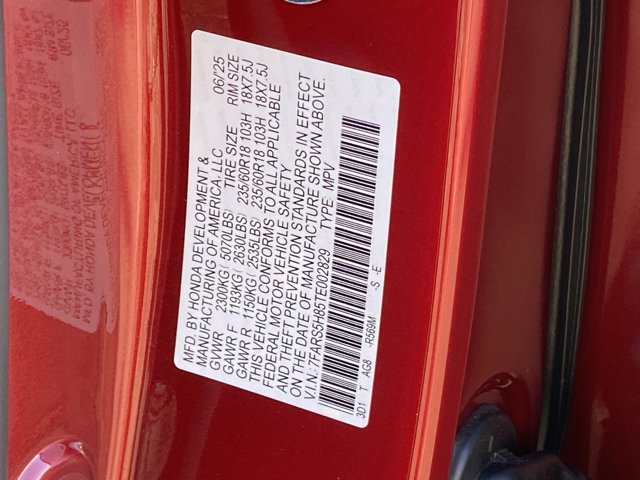 MFD. BY HONDA DEVELOPMENT & 06/'25
MANUFACTURING OF AMERICA, LLC
GVWR 2300KG( 5070LBS) TIRE SIZE RIM SIZE
GAWR F 1193KG( 2630LBS) 235/60R18 103H 18X7.5J
GAWR R 1150KG( 2535LBS) 235/60R18 103H 18X7.5J
THIS VEHICLE CONFORMS TO ALL APPLICABLE
FEDERAL MOTOR VEHICLE SAFETY
AND THEFT PREVENTION STANDARDS IN EFFECT
ON THE DATE OF MANUFACTURE SHOWN ABOVE.
V.I.N.: 7FARS5H85TE002829 TYPE: MPV
3D1 T AG8 -R569M -S -E